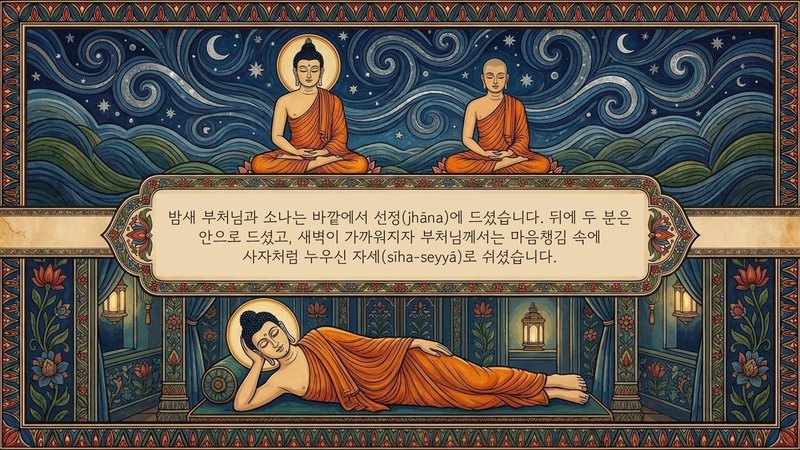 밤새 부처님과 소나는 바깥에서 선정(jhāna)에 드셨습니다. 뒤에 두 분은
안으로 드셨고, 새벽이 가까워지자 부처님께서는 마음챙김 속에
사자처럼 누우신 자세(sīha-seyyā)로 쉬셨습니다.